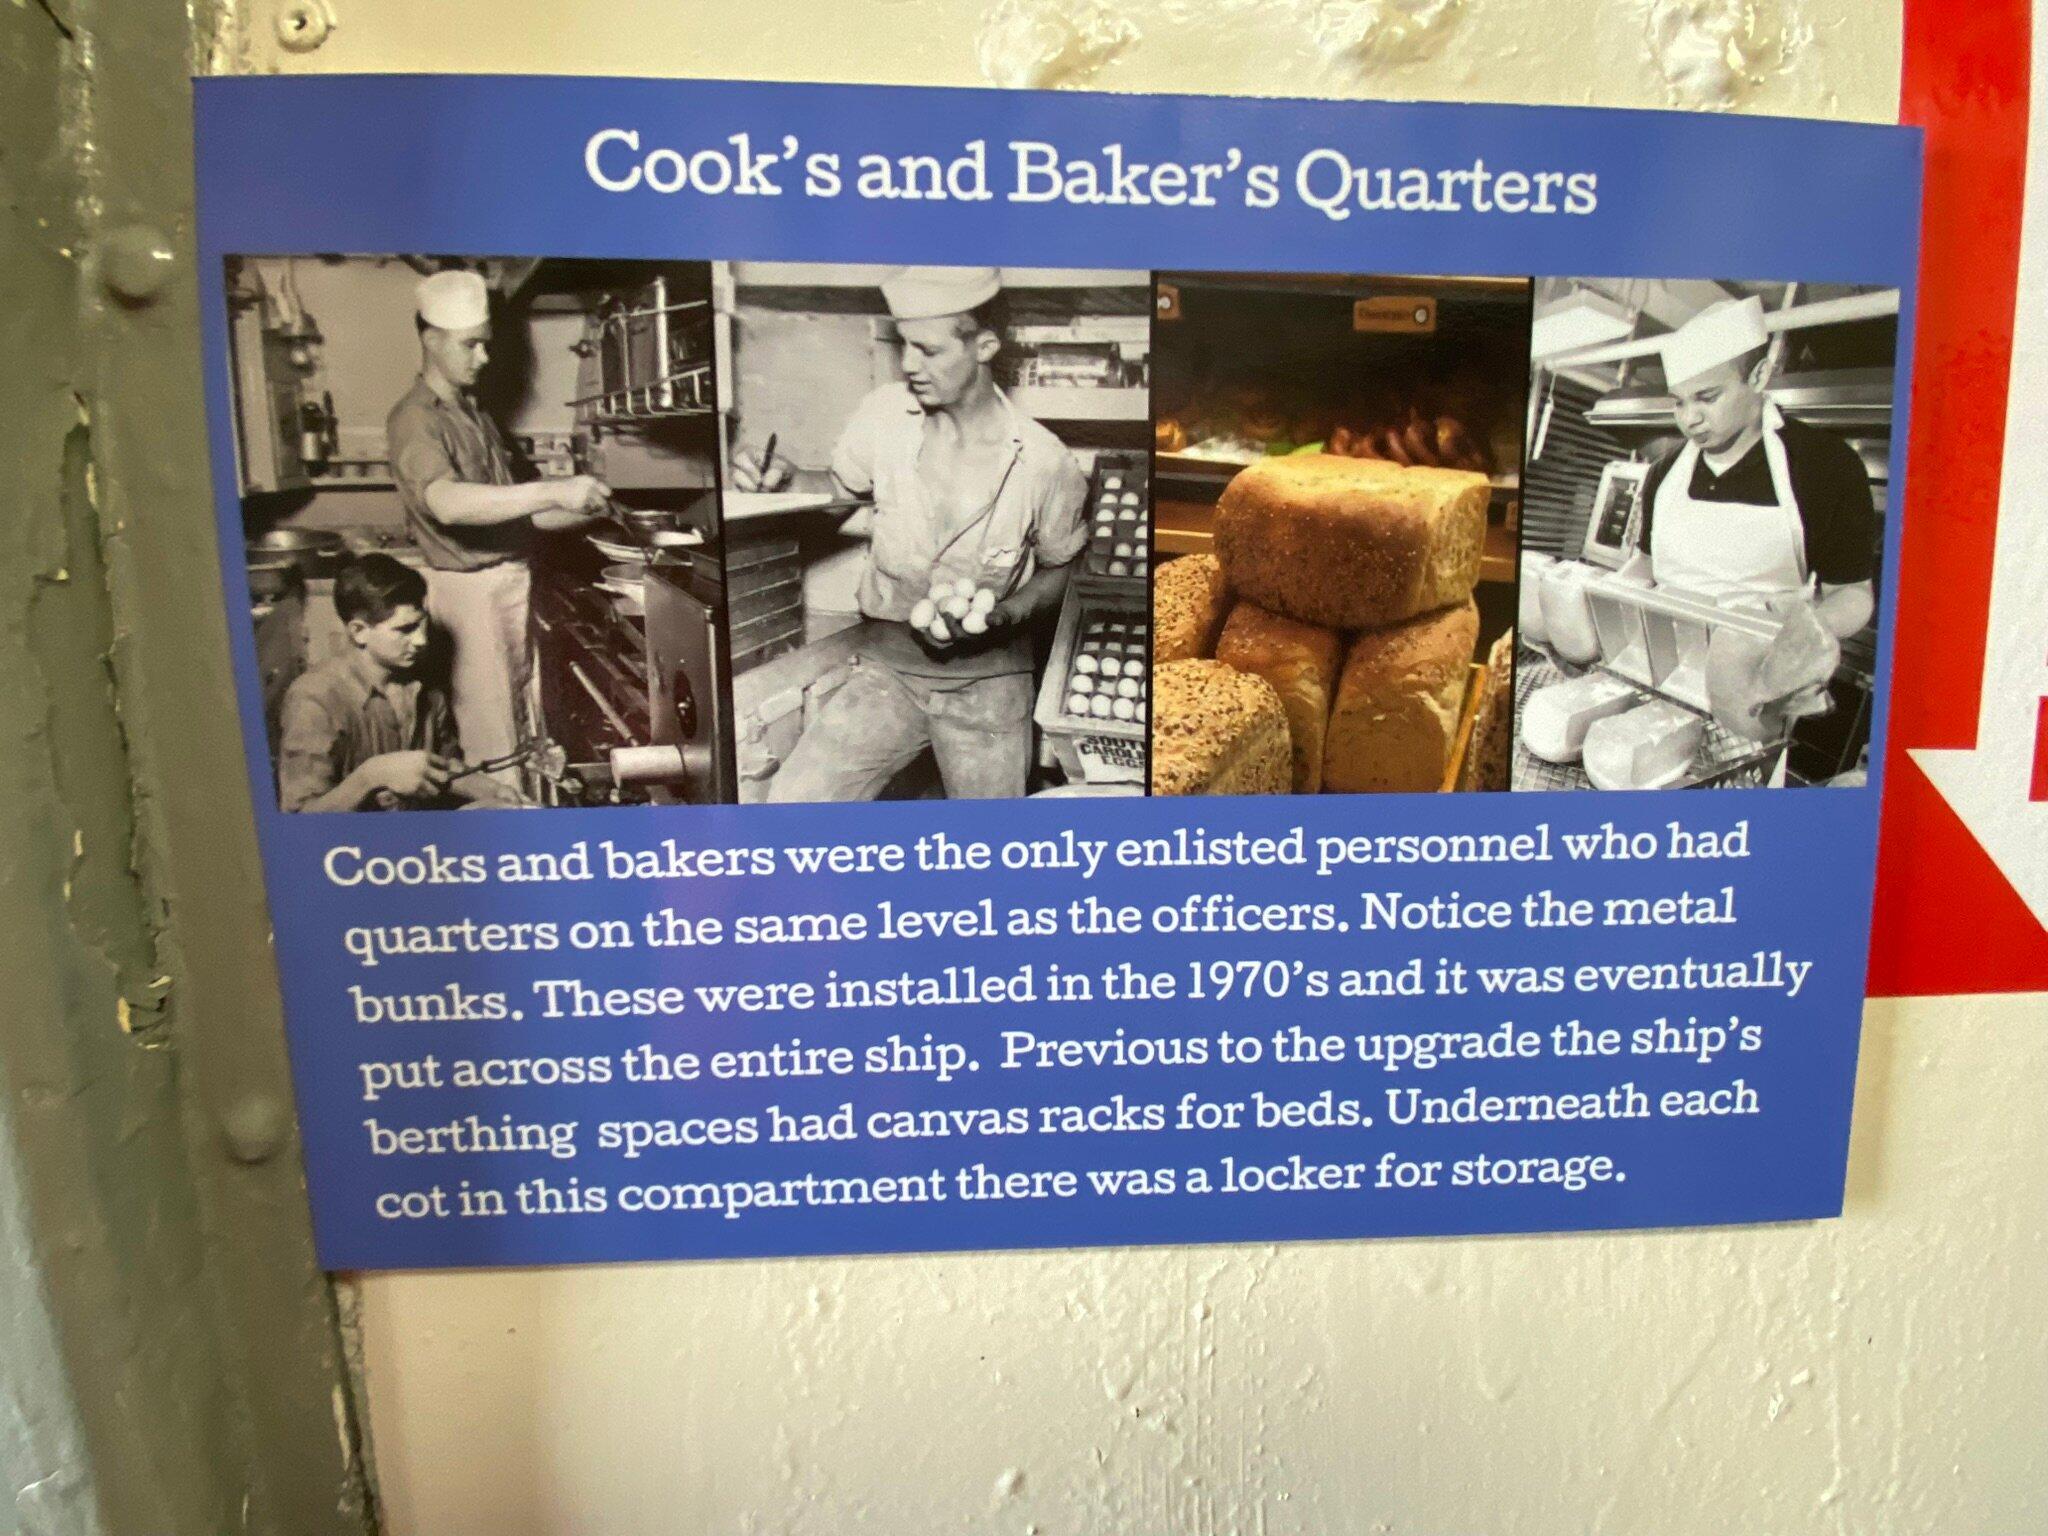 Cook's and Baker's Quarters
SOUTH
CAROLI
EGGS
Cooks and bakers were the only enlisted personnel who had
quarters on the same level as the officers. Notice the metal
bunks. These were installed in the 1970's and it was eventually
put across the entire ship. Previous to the upgrade the ship's
berthing spaces had canvas racks for beds. Underneath each
cot in this compartment there was a locker for storage.